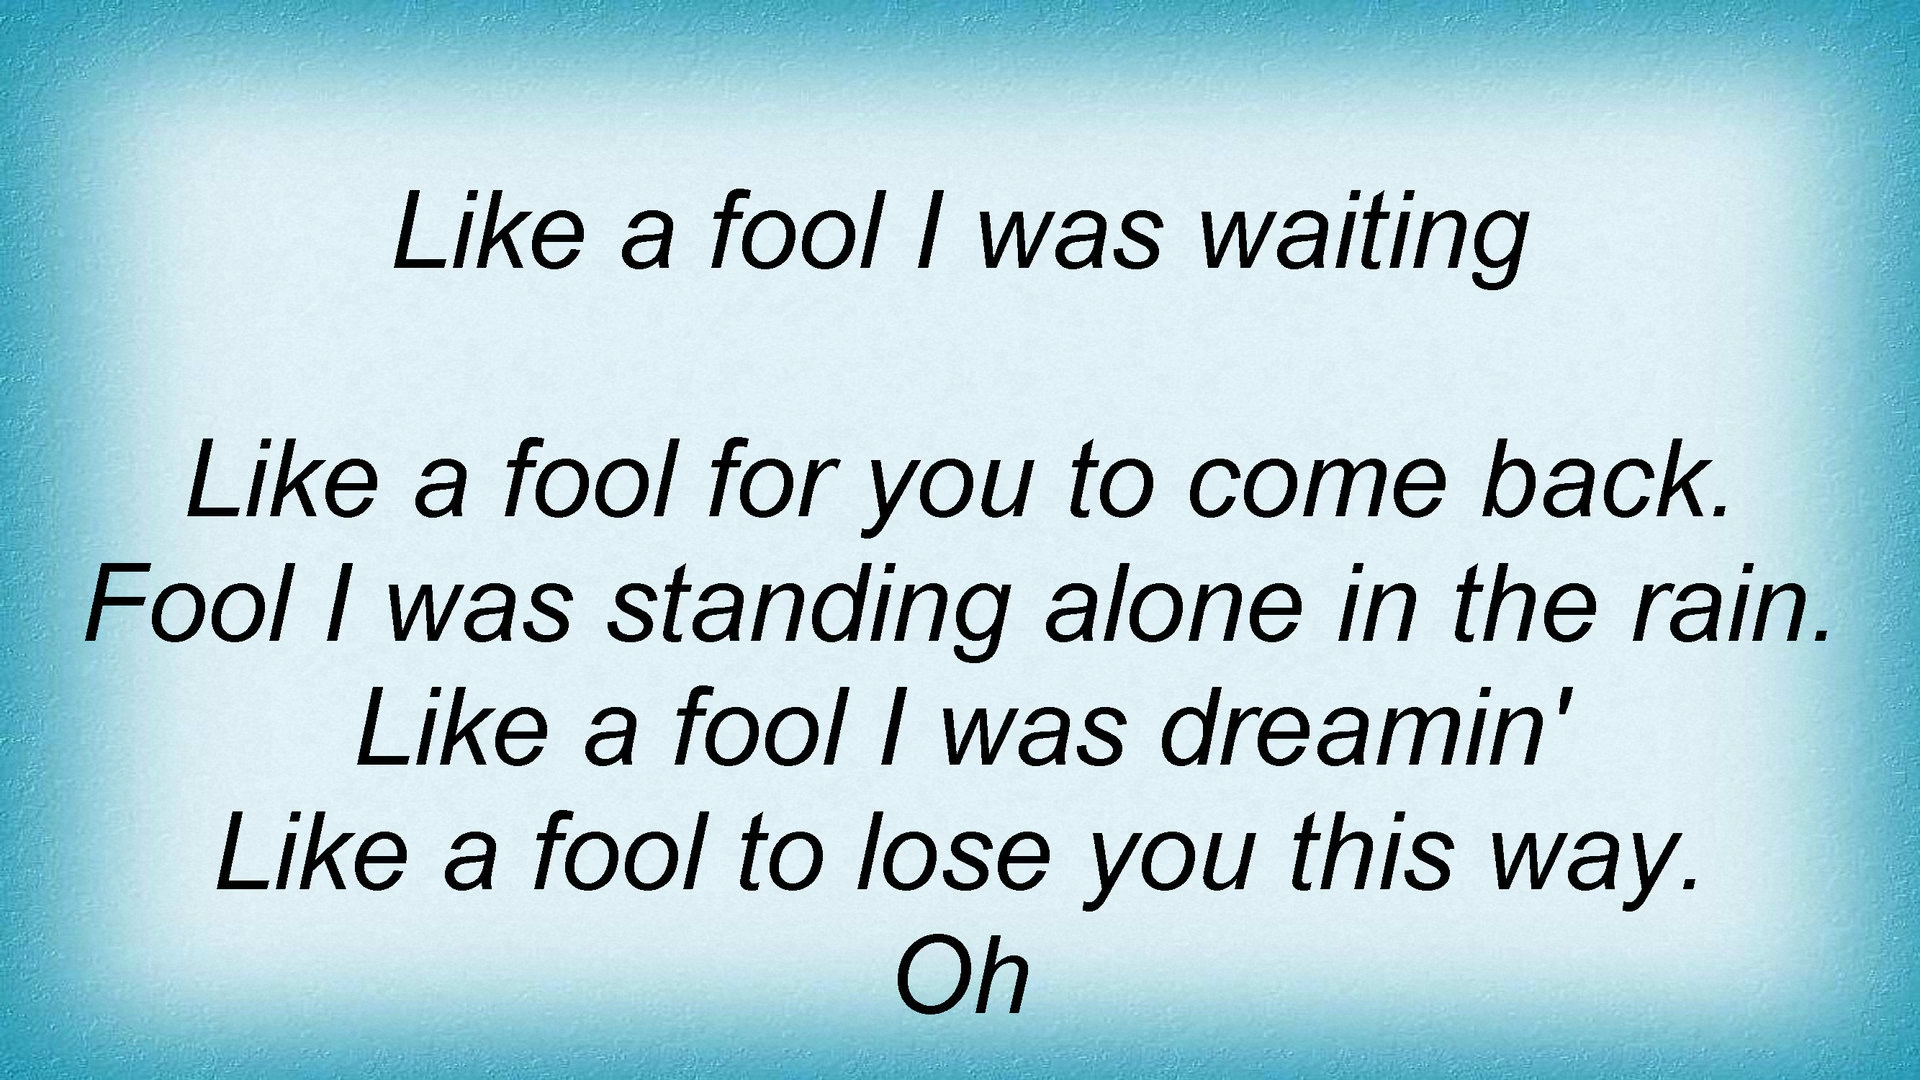 Like a fool I was waiting
Like a fool for you to come back.
Fool I was standing alone in the rain.
Like a fool I was dreamin'
Like a fool to lose you this way.
Oh